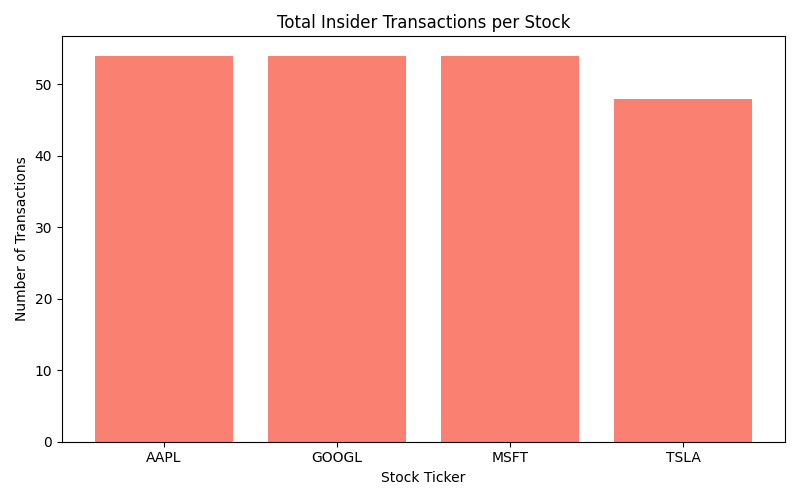 Total Insider Transactions per Stock
Number of Transactions
50
40
30
20
10
0
AAPL GOOGL MSFT TSLA
Stock Ticker